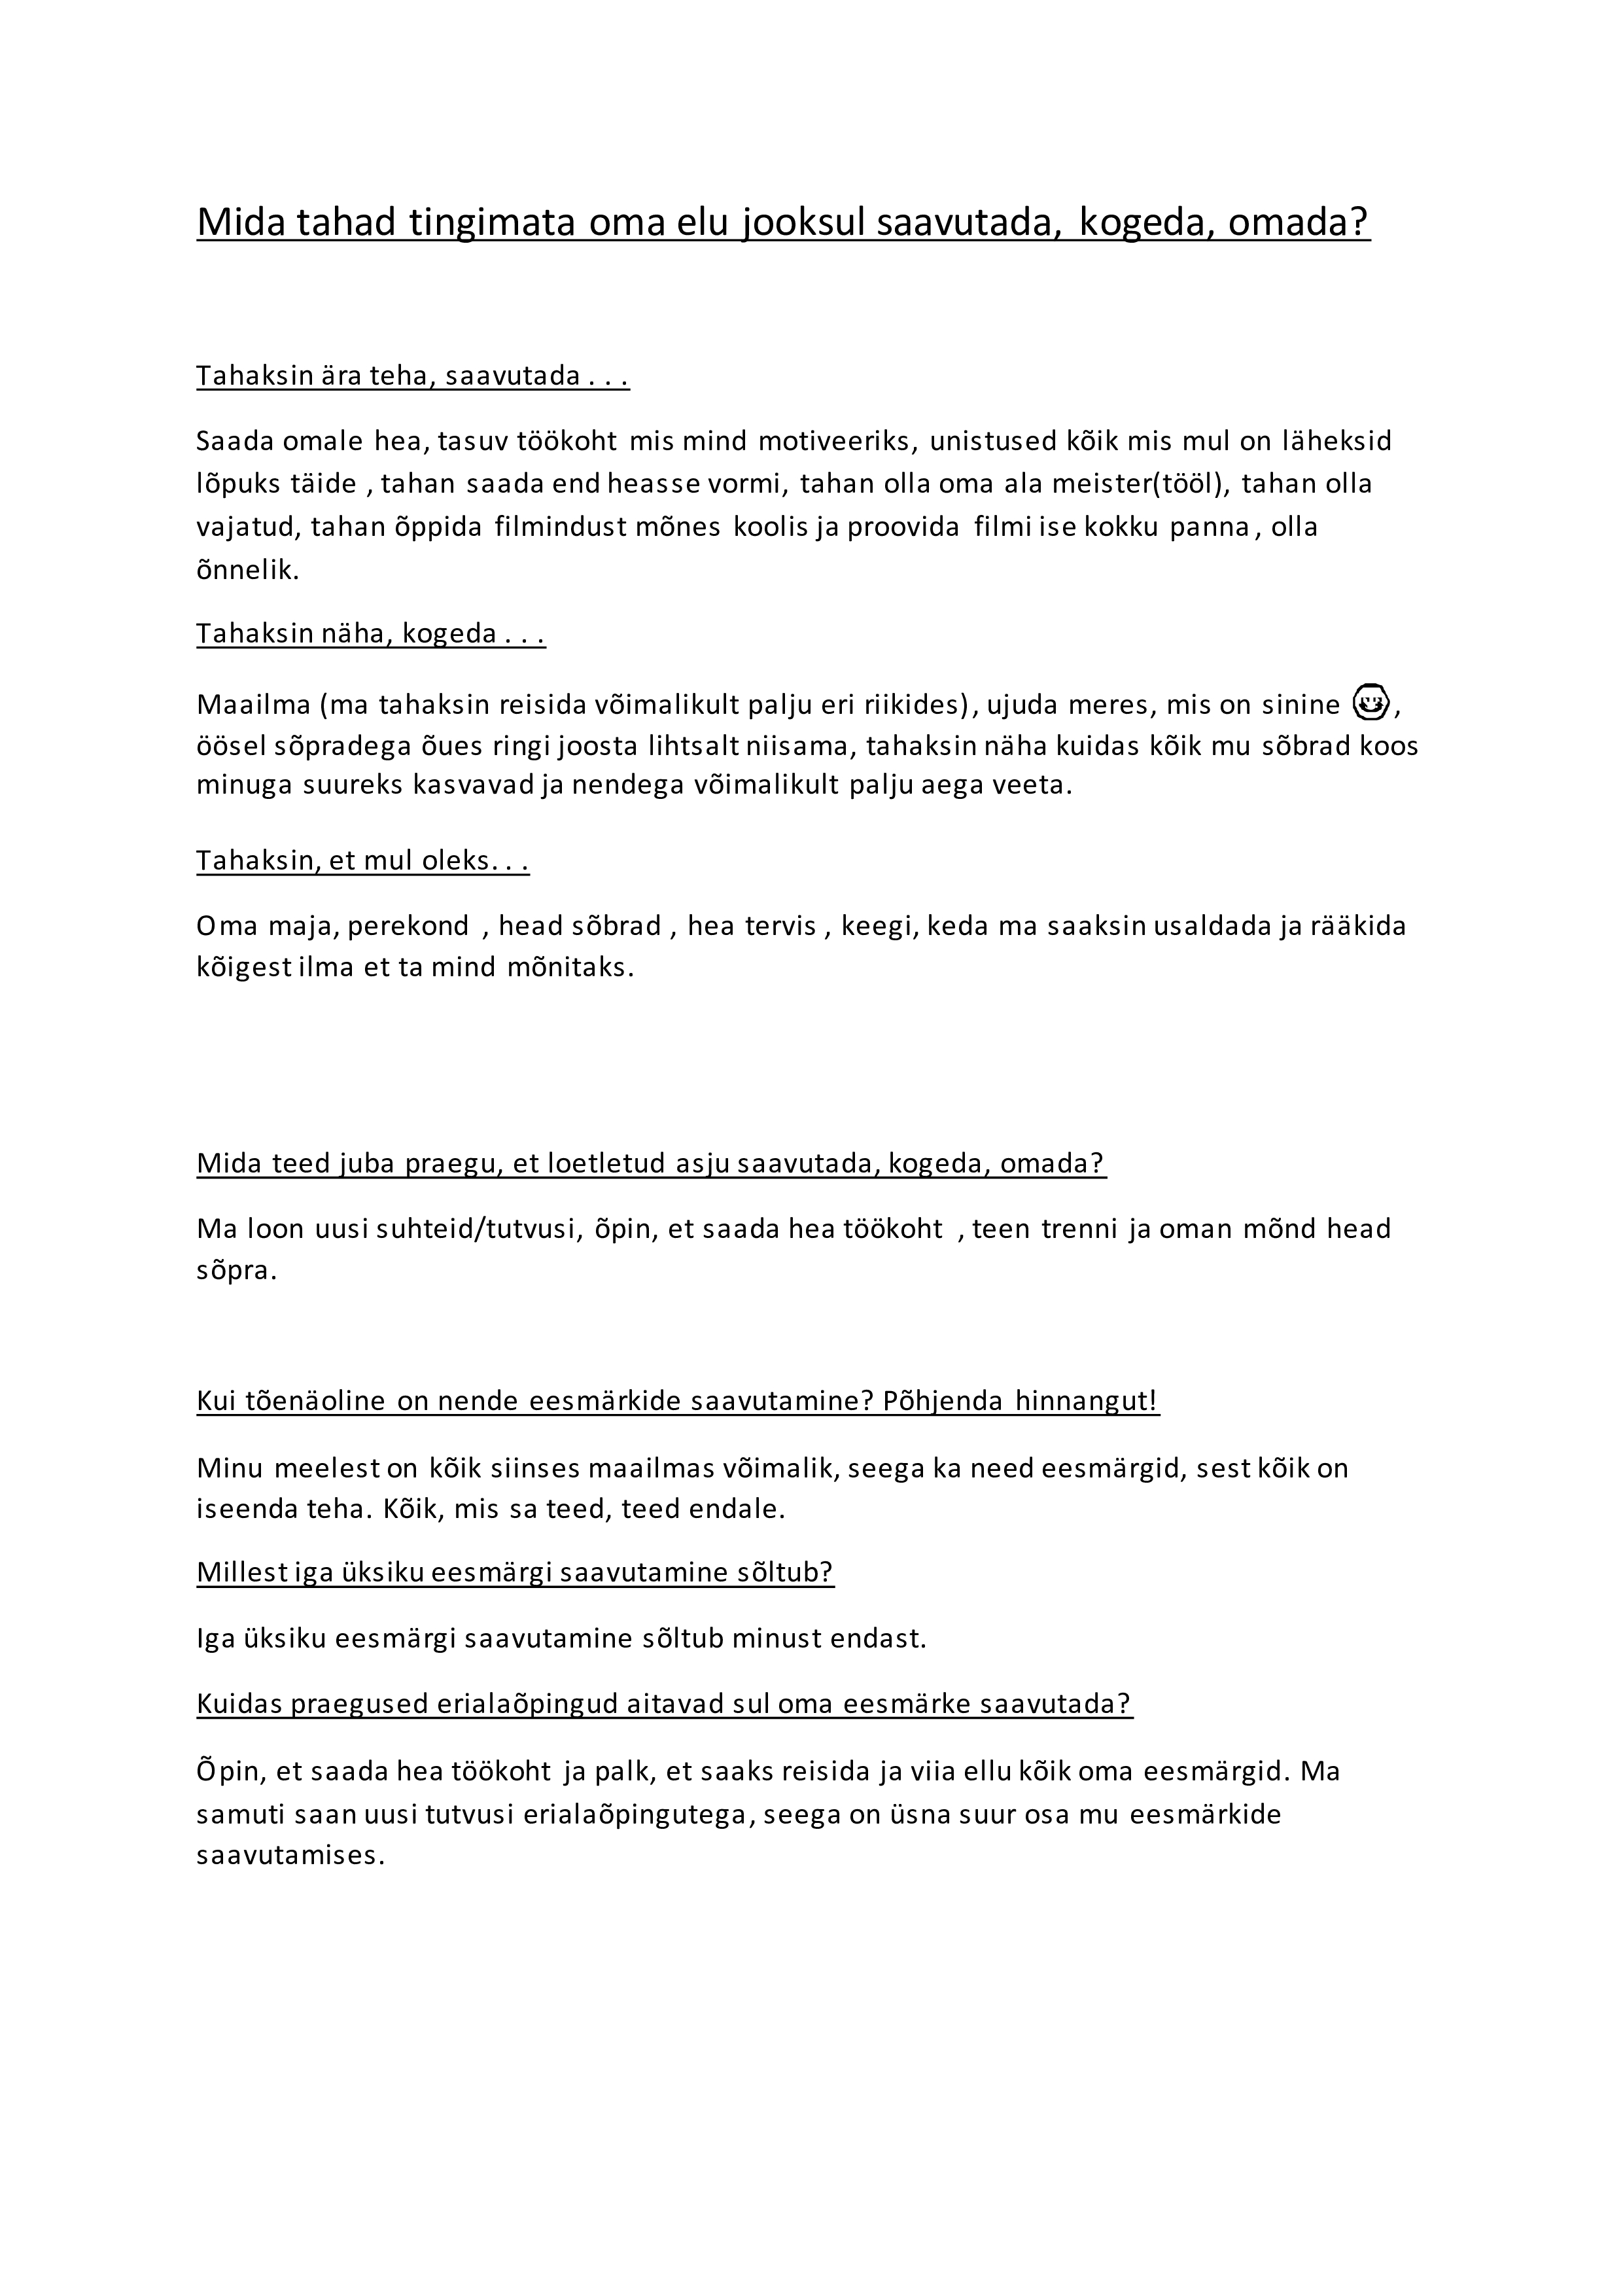 Mida tahad tingimata oma elu jooksul saavutada, kogeda, omada?
Tahaksin ära teha, saavutada . . .
Saada omale hea, tasuv töökoht mis mind motiveeriks, unistused kõik mis mul on läheksid
lõpuks täide , tahan saada end heasse vormi, tahan olla oma ala meister(tööl), tahan olla
vajatud, tahan õppida filmindust mõnes koolis ja proovida filmi ise kokku panna , olla
õnnelik.
Tahaksin näha, kogeda . . .
Maailma (ma tahaksin reisida võimalikult palju eri riikides), ujuda meres, mis on sinine 😀,
öösel sõpradega õues ringi joosta lihtsalt niisama, tahaksin näha kuidas kõik mu sõbrad koos
minuga suureks kasvavad ja nendega võimalikult palju aega veeta.
Tahaksin, et mul oleks. . .
Oma maja, perekond , head sõbrad , hea tervis , keegi, keda ma saaksin usaldada ja rääkida
kõigest ilma et ta mind mõnitaks.
Mida teed juba praegu, et loetletud asju saavutada, kogeda, omada?
Ma loon uusi suhteid/tutvusi, õpin, et saada hea töökoht , teen trenni ja oman mõnd head
sõpra.
Kui tõenäoline on nende eesmärkide saavutamine? Põhjenda hinnangut!
Minu meelest on kõik siinses maailmas võimalik, seega ka need eesmärgid, sest kõik on
iseenda teha. Kõik, mis sa teed, teed endale.
Millest iga üksiku eesmärgi saavutamine sõltub?
Iga üksiku eesmärgi saavutamine sõltub minust endast.
Kuidas praegused erialaõpingud aitavad sul oma eesmärke saavutada?
Õpin, et saada hea töökoht ja palk, et saaks reisida ja viia ellu kõik oma eesmärgid. Ma
samuti saan uusi tutvusi erialaõpingutega, seega on üsna suur osa mu eesmärkide
saavutamises.